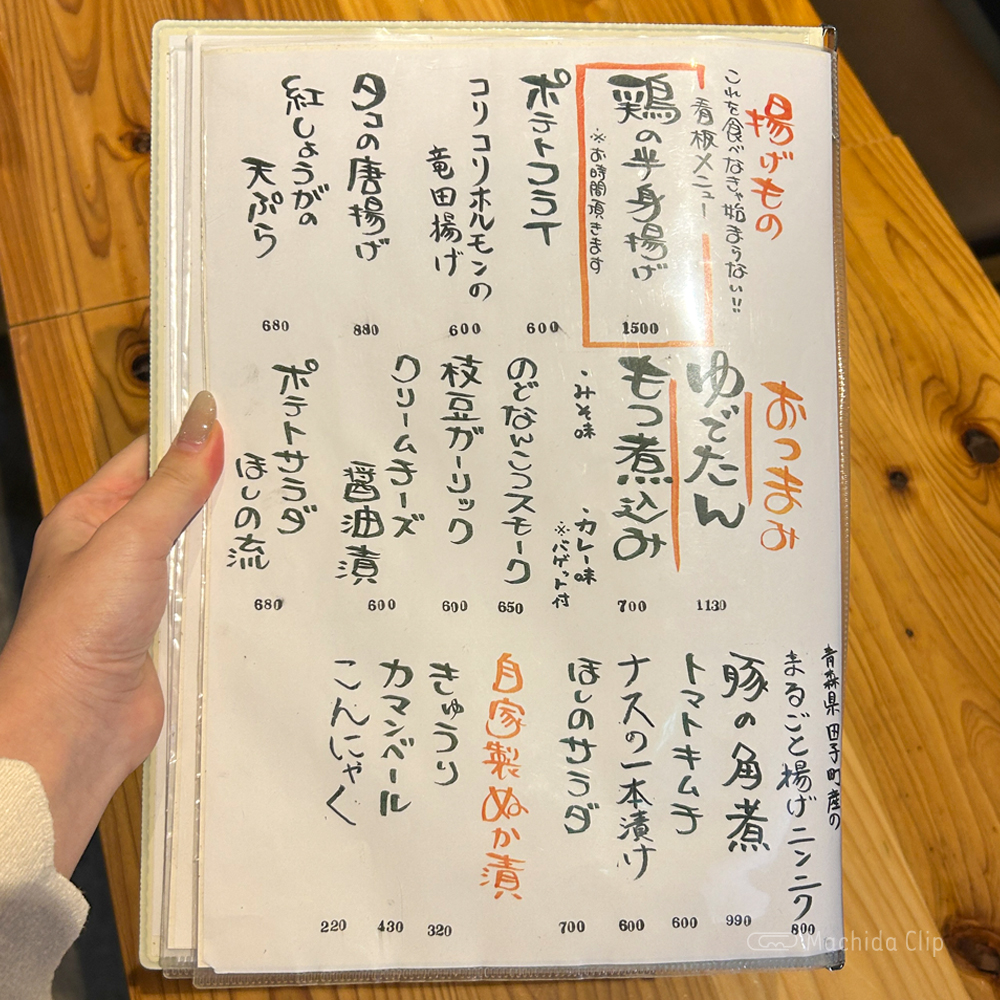 揚げもの
これを食べなきゃ始まらない!!
看板メニュー
鶏の半身揚げ
※お時間頂きます
1500
ポテトフライ
600
コリコリホルモンの
竜田揚げ
600
タコの唐揚げ
880
紅しょうがの
天ぷら
680
おつまみ
ゆでたん
1130
もつ煮込み
700
・みそ味
・カレー味
※バゲット付
のどなんこつスモーク
650
枝豆ガーリック
600
クリームチーズ
醤油漬
600
ポテトサラダ
ほしの流
680
青森県田子町産の
まるごと揚げニンニク
800
豚の角煮
990
トマトキムチ
600
ナスの一本漬け
600
ほしのサラダ
700
自家製ぬか漬
きゅうり
320
カマンベール
430
こんにゃく
220
Machida Clip